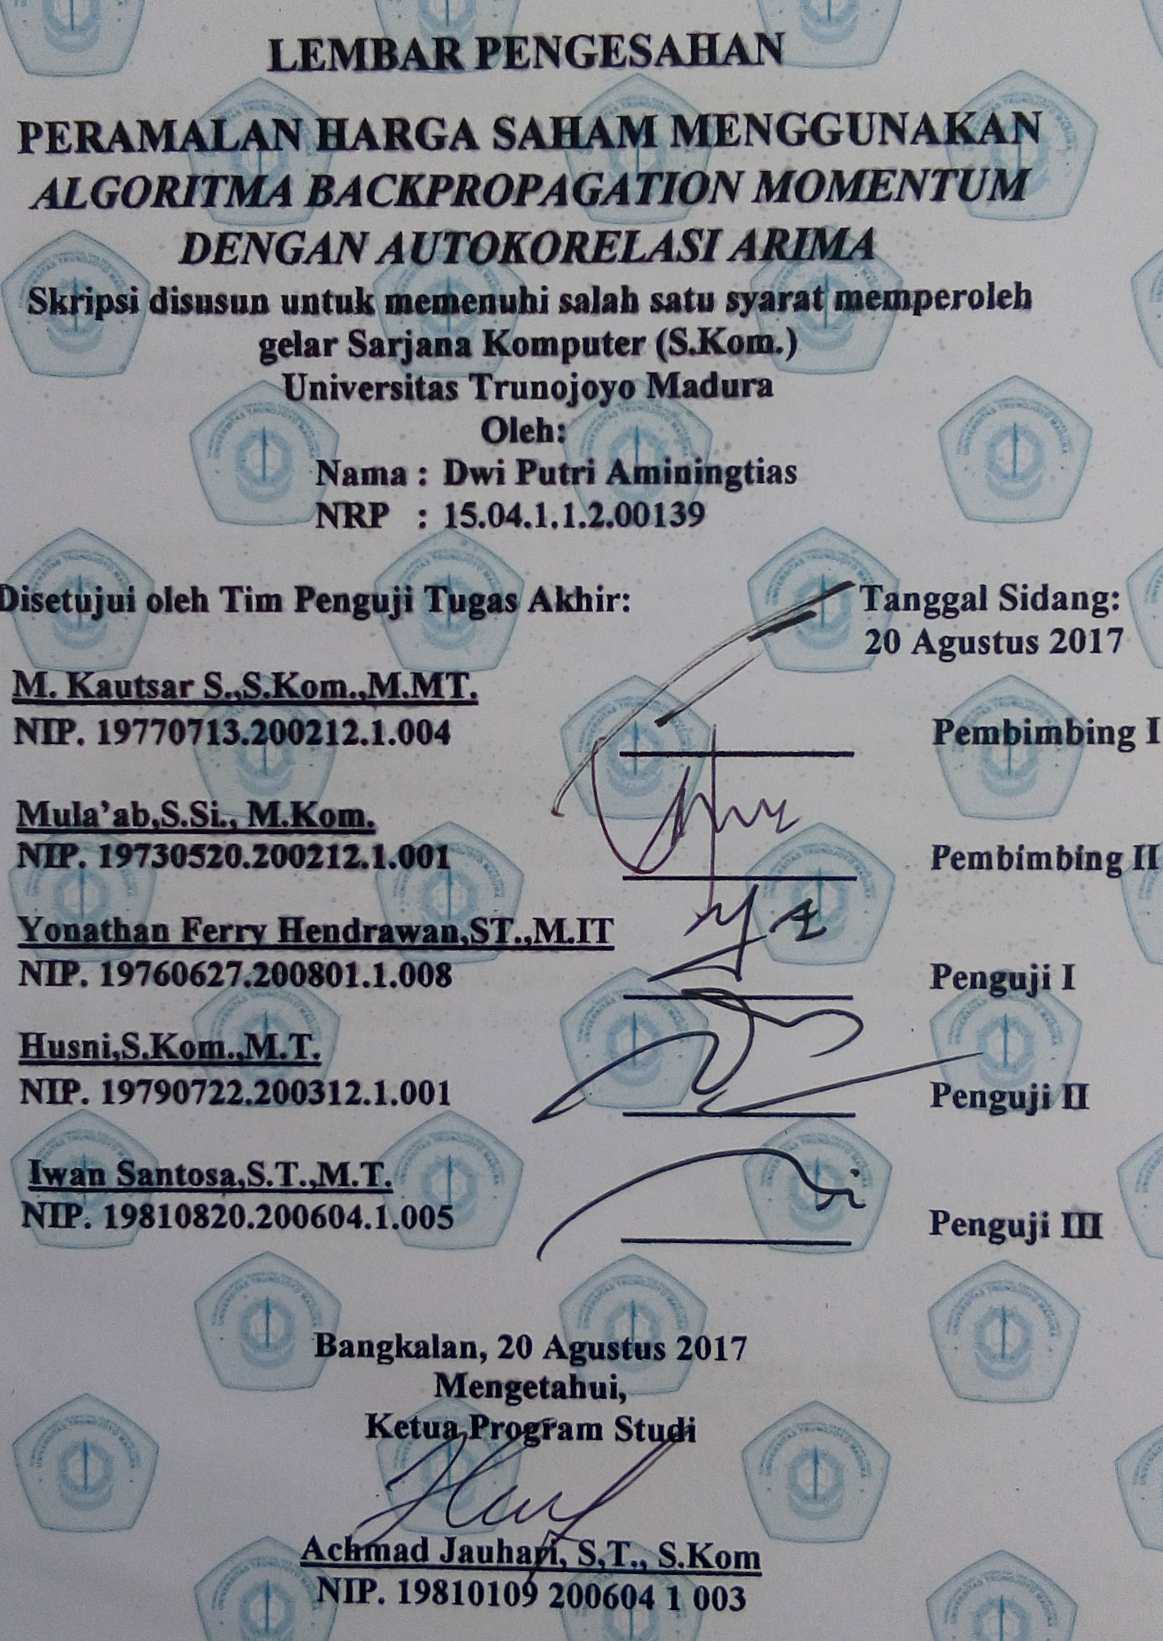 LEMBAR PENGESAHAN
PERAMALAN HARGA SAHAM MENGGUNAKAN
ALGORITMA BACKPROPAGATION MOMENTUM
DENGAN AUTOKORELASI ARIMA
Skripsi disusun untuk memenuhi salah satu syarat memperoleh
gelar Sarjana Komputer (S.Kom.)
Universitas Trunojoyo Madura
Oleh:
Nama : Dwi Putri Aminingtias
NRP : 15.04.1.1.2.00139
Disetujui oleh Tim Penguji Tugas Akhir:
Tanggal Sidang:
20 Agustus 2017
M. Kautsar S.,S.Kom.,M.MT.
NIP. 19770713.200212.1.004
Pembimbing I
Mula'ab,S.Si., M.Kom.
NIP. 19730520.200212.1.001
Pembimbing II
Yonathan Ferry Hendrawan,ST.,M.IT
NIP. 19760627.200801.1.008
Penguji I
Husni,S.Kom.,M.T.
NIP. 19790722.200312.1.001
Penguji II
Iwan Santosa,S.T.,M.T.
NIP. 19810820.200604.1.005
Penguji III
Bangkalan, 20 Agustus 2017
Mengetahui,
Ketua Program Studi
Achmad Jauhari, S,T., S.Kom
NIP. 19810109 200604 1 003